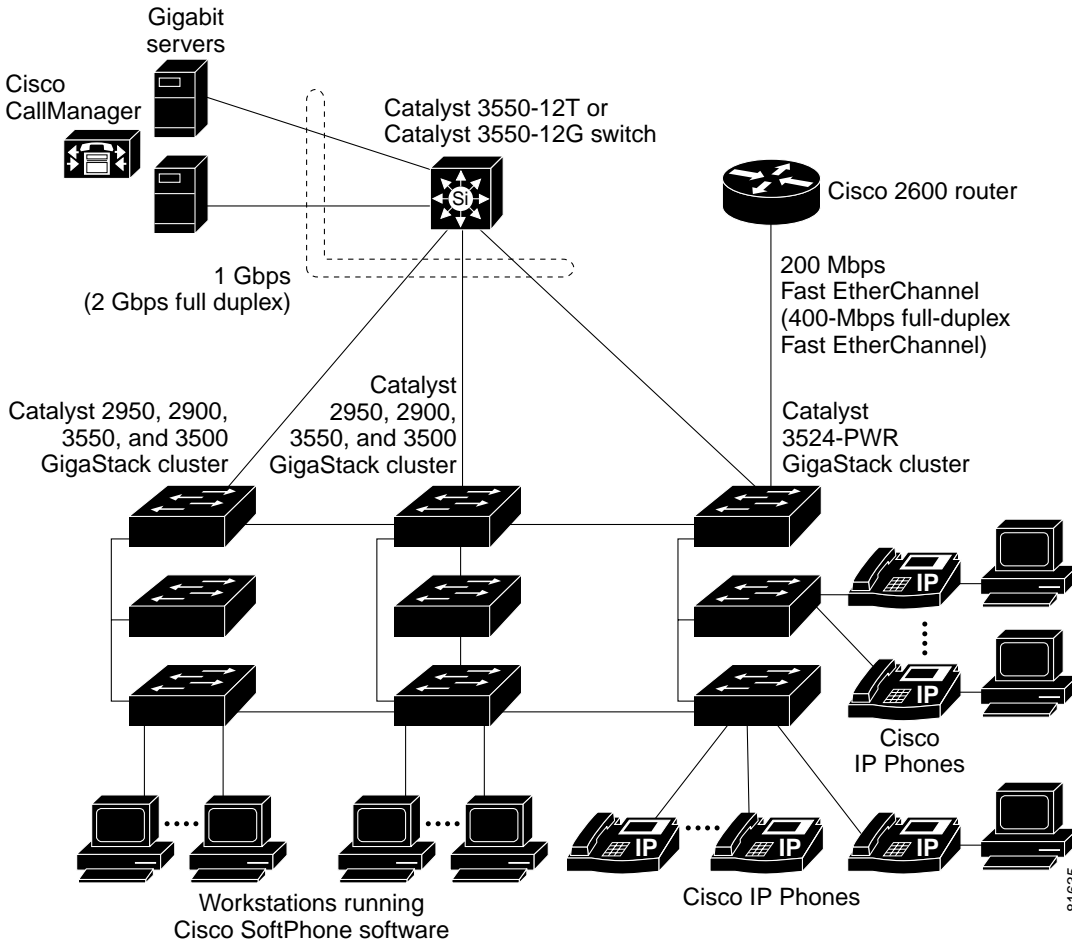 Gigabit
servers
Cisco
CallManager
Catalyst 3550-12T or
Catalyst 3550-12G switch
Si
Cisco 2600 router
1 Gbps
(2 Gbps full duplex)
200 Mbps
Fast EtherChannel
(400-Mbps full-duplex
Fast EtherChannel)
Catalyst 2950, 2900,
3550, and 3500
GigaStack cluster
Catalyst
2950, 2900,
3550, and 3500
GigaStack cluster
Catalyst
3524-PWR
GigaStack cluster
IP
IP
Cisco
IP Phones
IP
IP
IP
Workstations running
Cisco SoftPhone software
Cisco IP Phones